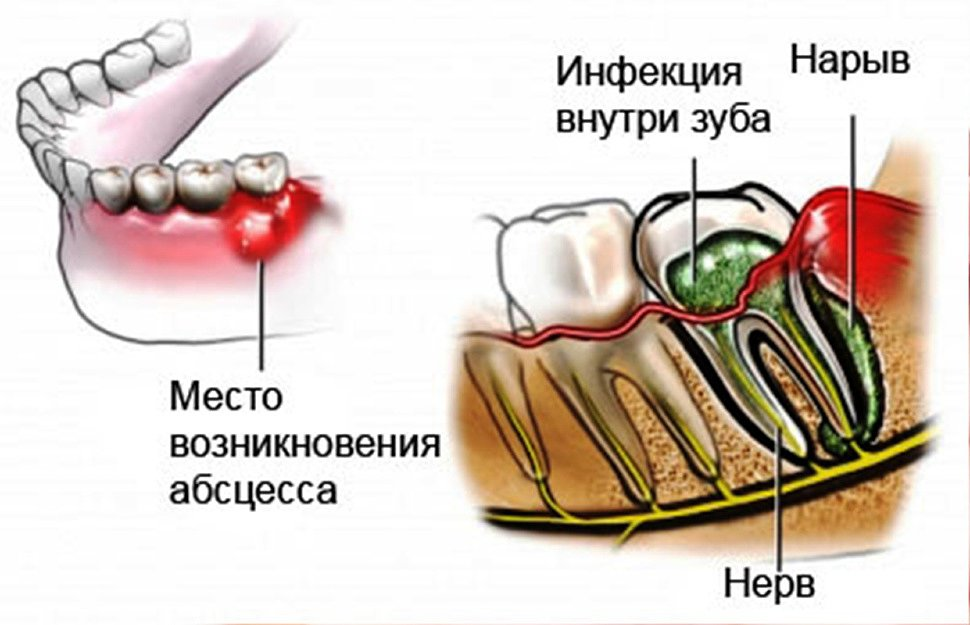 Инфекция
внутри зуба
Нарыв
Место
возникновения
абсцесса
Нерв